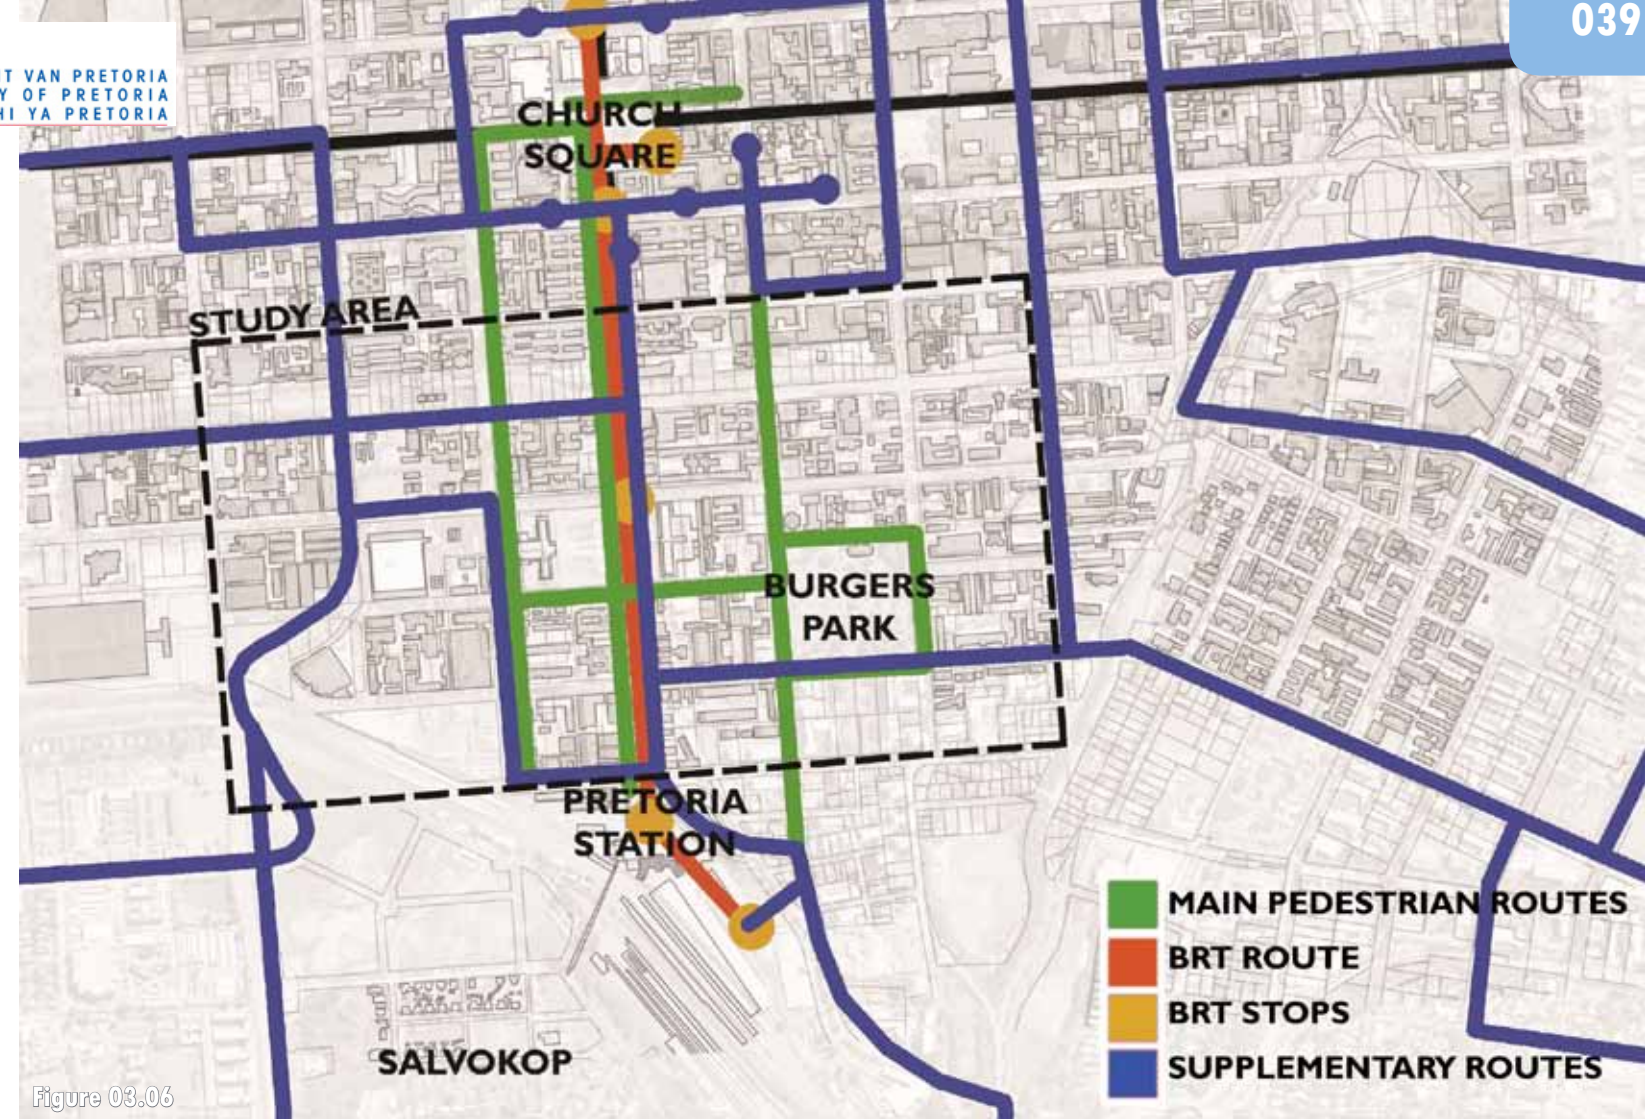 039
T VAN PRETORIA
Y OF PRETORIA
HI YA PRETORIA
CHURCH
SQUARE
STUDY AREA
BURGERS
PARK
PRETORIA
STATION
SALVOKOP
MAIN PEDESTRIAN ROUTES
BRT ROUTE
BRT STOPS
SUPPLEMENTARY ROUTES
Figure 03.06